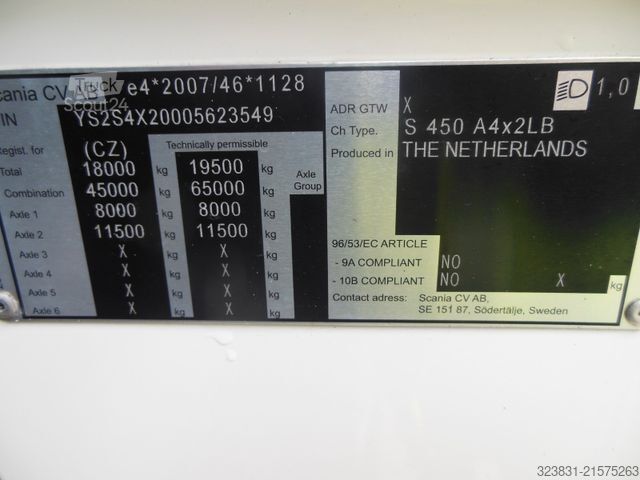 Scania CV AB e4*2007/46*1128
Truck
Scout24
VIN YS2S4X20005623549
Regist. for (CZ) Technically permissible
Total 18000 kg 19500 kg Axle Group
Combination 45000 kg 65000 kg
Axle 1 8000 kg 8000 kg
Axle 2 11500 kg 11500 kg
Axle 3 X kg X kg
Axle 4 X kg X kg
Axle 5 X kg X kg
Axle 6 X kg X kg
1,0
ADR GTW X
Ch Type. S 450 A4x2LB
Produced in THE NETHERLANDS
96/53/EC ARTICLE
- 9A COMPLIANT NO
- 10B COMPLIANT NO X kg
Contact adress: Scania CV AB,
SE 151 87, Södertälje, Sweden
323831-21575263